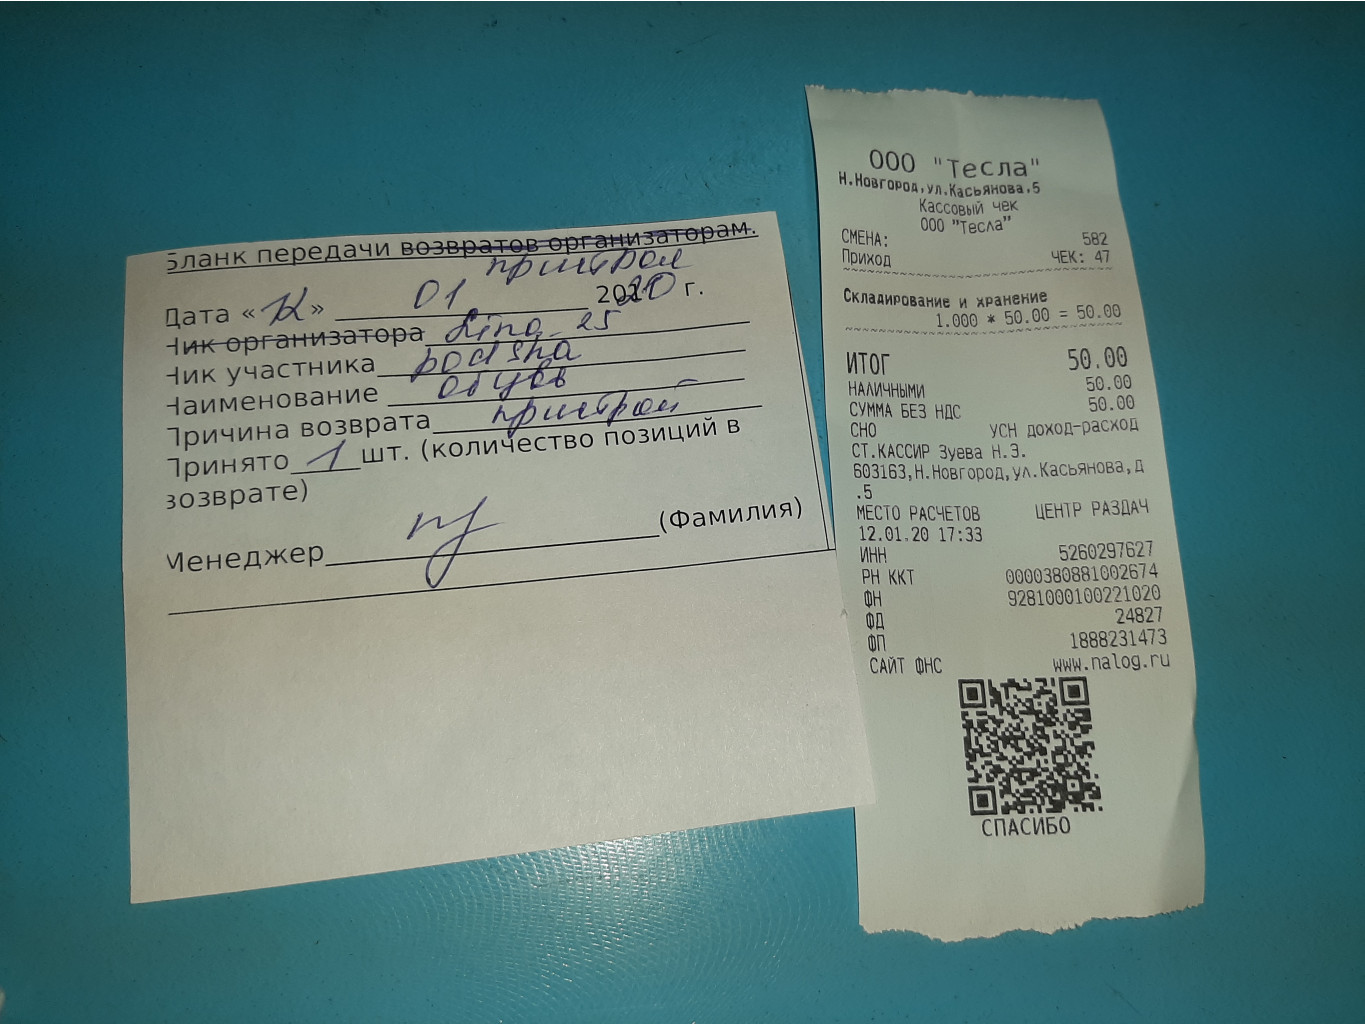 Бланк передачи возвратов организаторам.
пристрой
Дата «12» 01 2020 г.
Ник организатора Lina_25
Ник участника podsha
Наименование обувь
Причина возврата пристрой
Принято 1 шт. (количество позиций в
возврате)
Менеджер (Фамилия)
ООО "Тесла"
Н.Новгород,ул.Касьянова,5
Кассовый чек
ООО "Тесла"
СМЕНА: 582
Приход ЧЕК: 47
Складирование и хранение
1.000 * 50.00 = 50.00
ИТОГ 50.00
НАЛИЧНЫМИ 50.00
СУММА БЕЗ НДС 50.00
СНО УСН доход-расход
СТ.КАССИР Зуева Н.Э.
603163,Н.Новгород,ул.Касьянова,д
.5
МЕСТО РАСЧЕТОВ ЦЕНТР РАЗДАЧ
12.01.20 17:33
ИНН 5260297627
РН ККТ 0000380881002674
ФН 9281000100221020
ФД 24827
ФП 1888231473
САЙТ ФНС www.nalog.ru
СПАСИБО